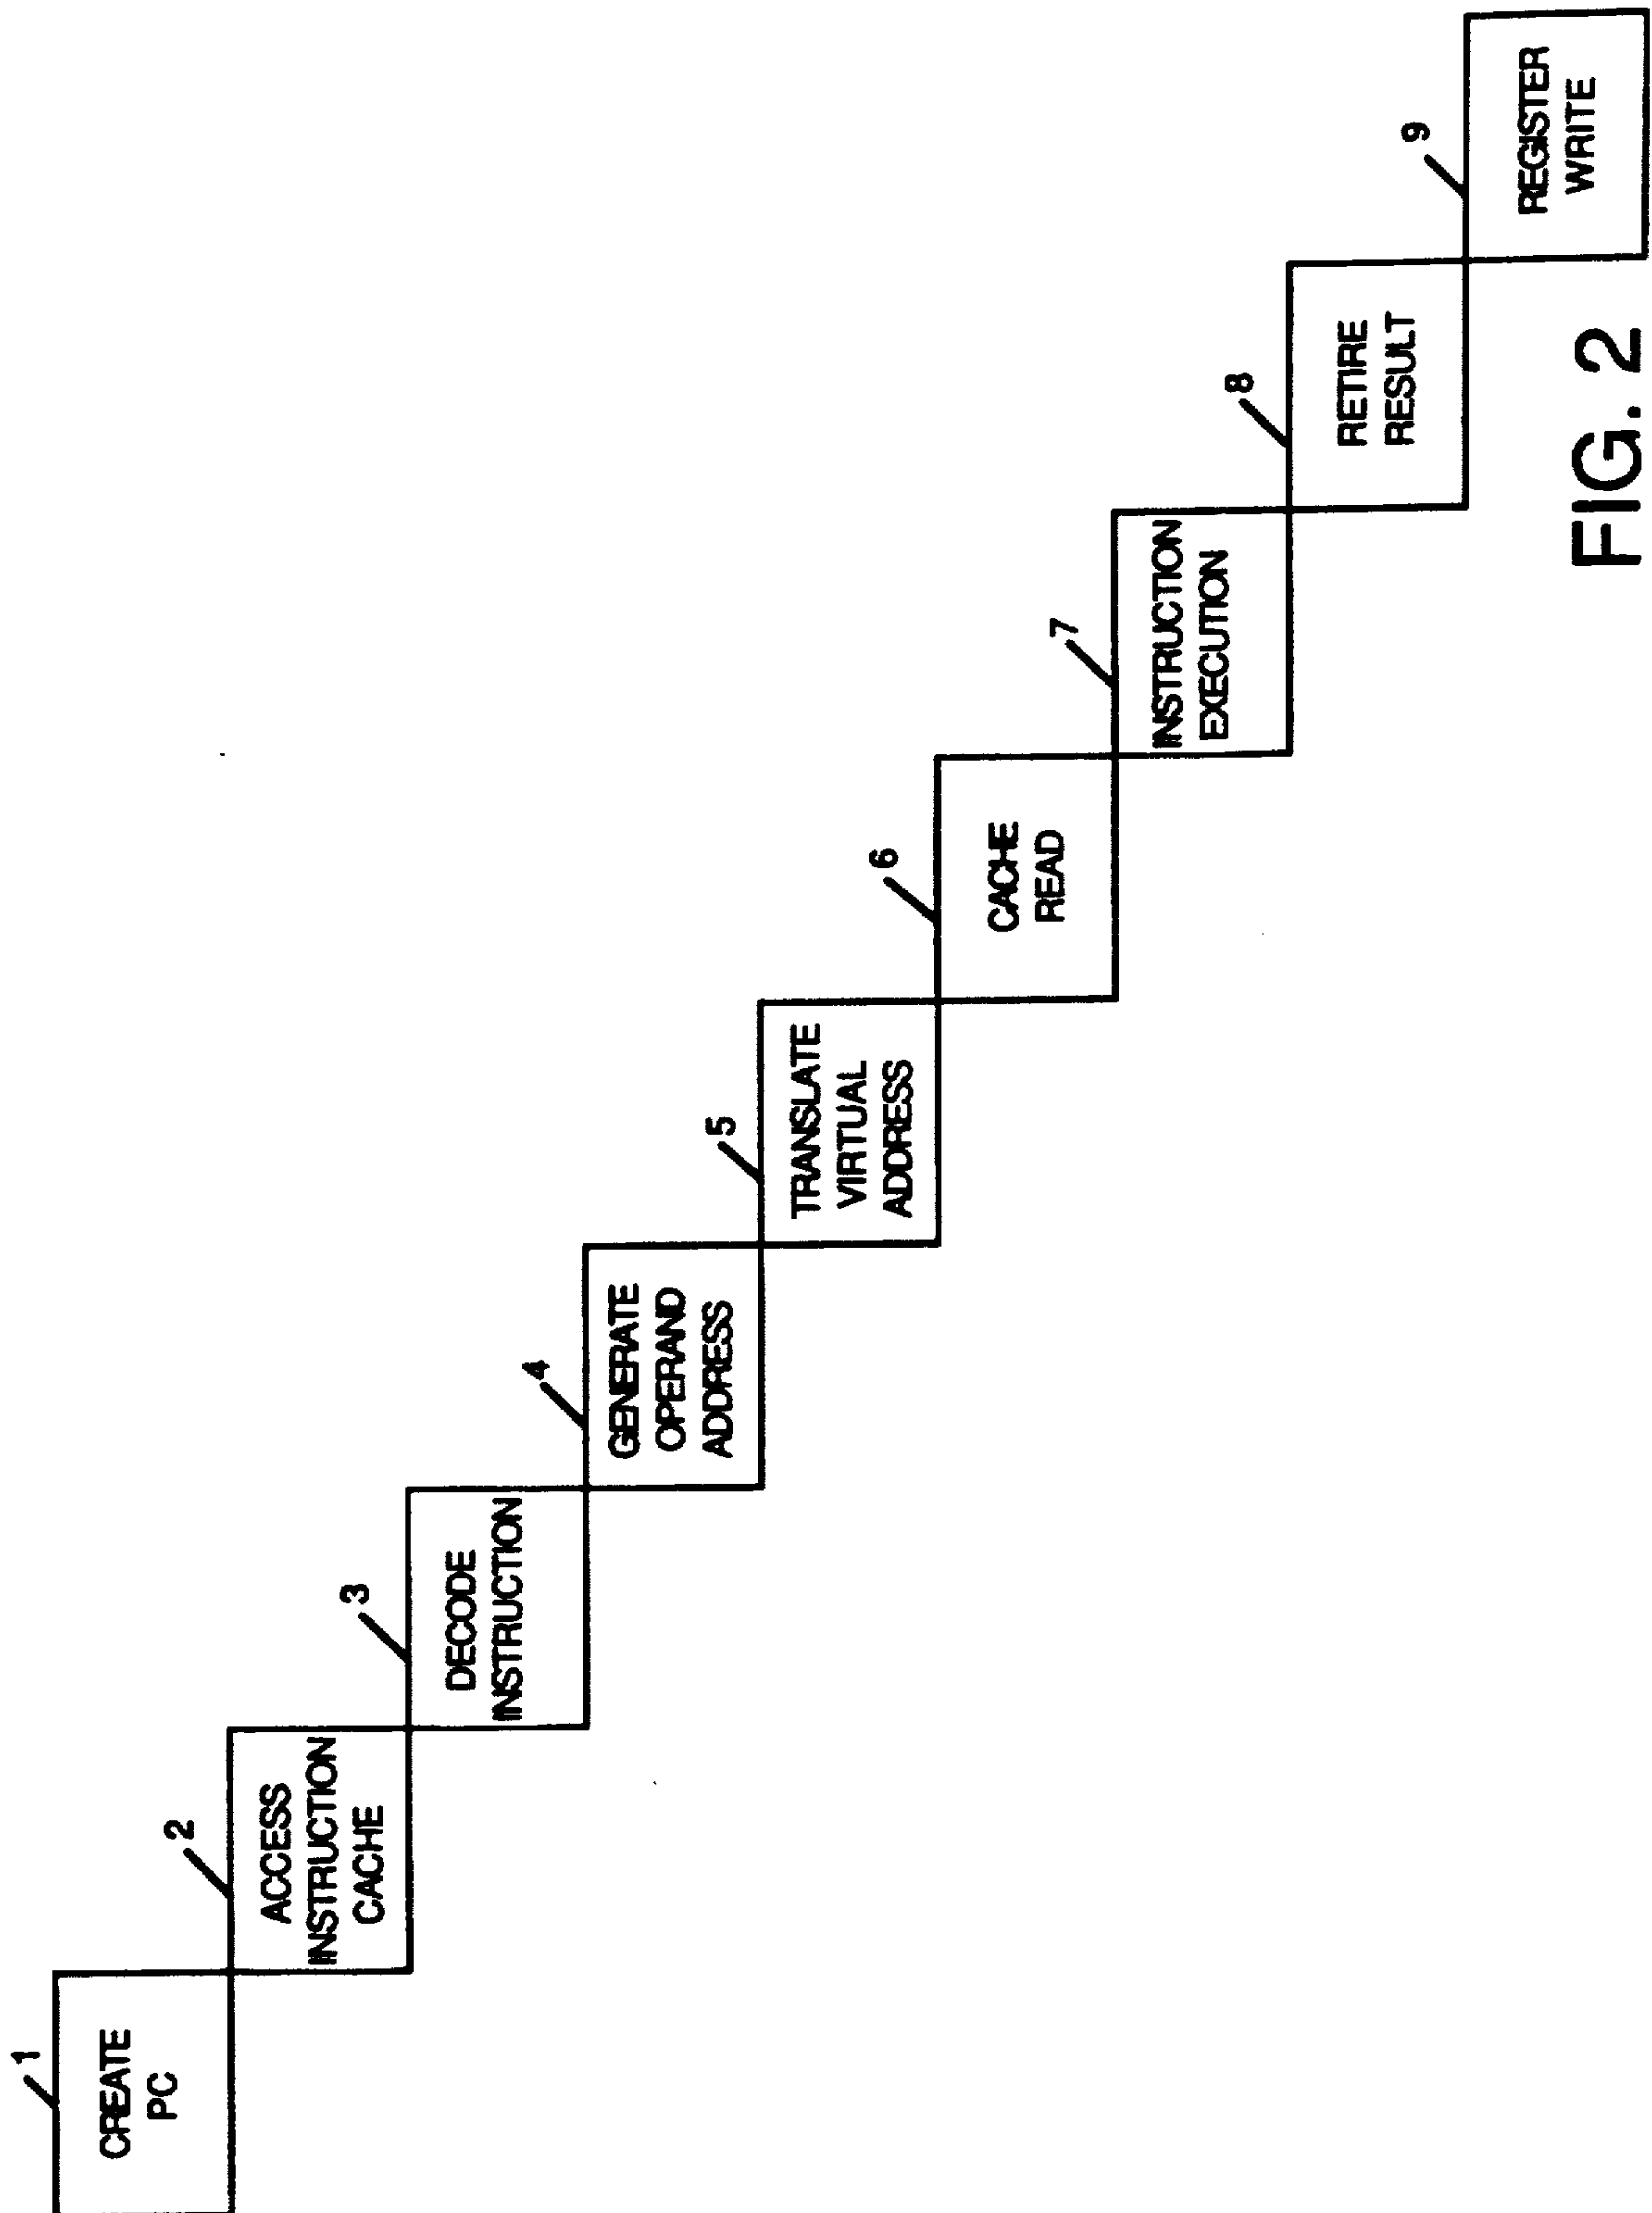 1
CREATE
PC
2
ACCESS
INSTRUCTION
CACHE
3
DECODE
INSTRUCTION
4
GENERATE
OPERAND
ADDRESS
5
TRANSLATE
VIRTUAL
ADDRESS
6
CACHE
READ
7
INSTRUCTION
EXECUTION
8
RETIRE
RESULT
9
REGISTER
WRITE
FIG. 2